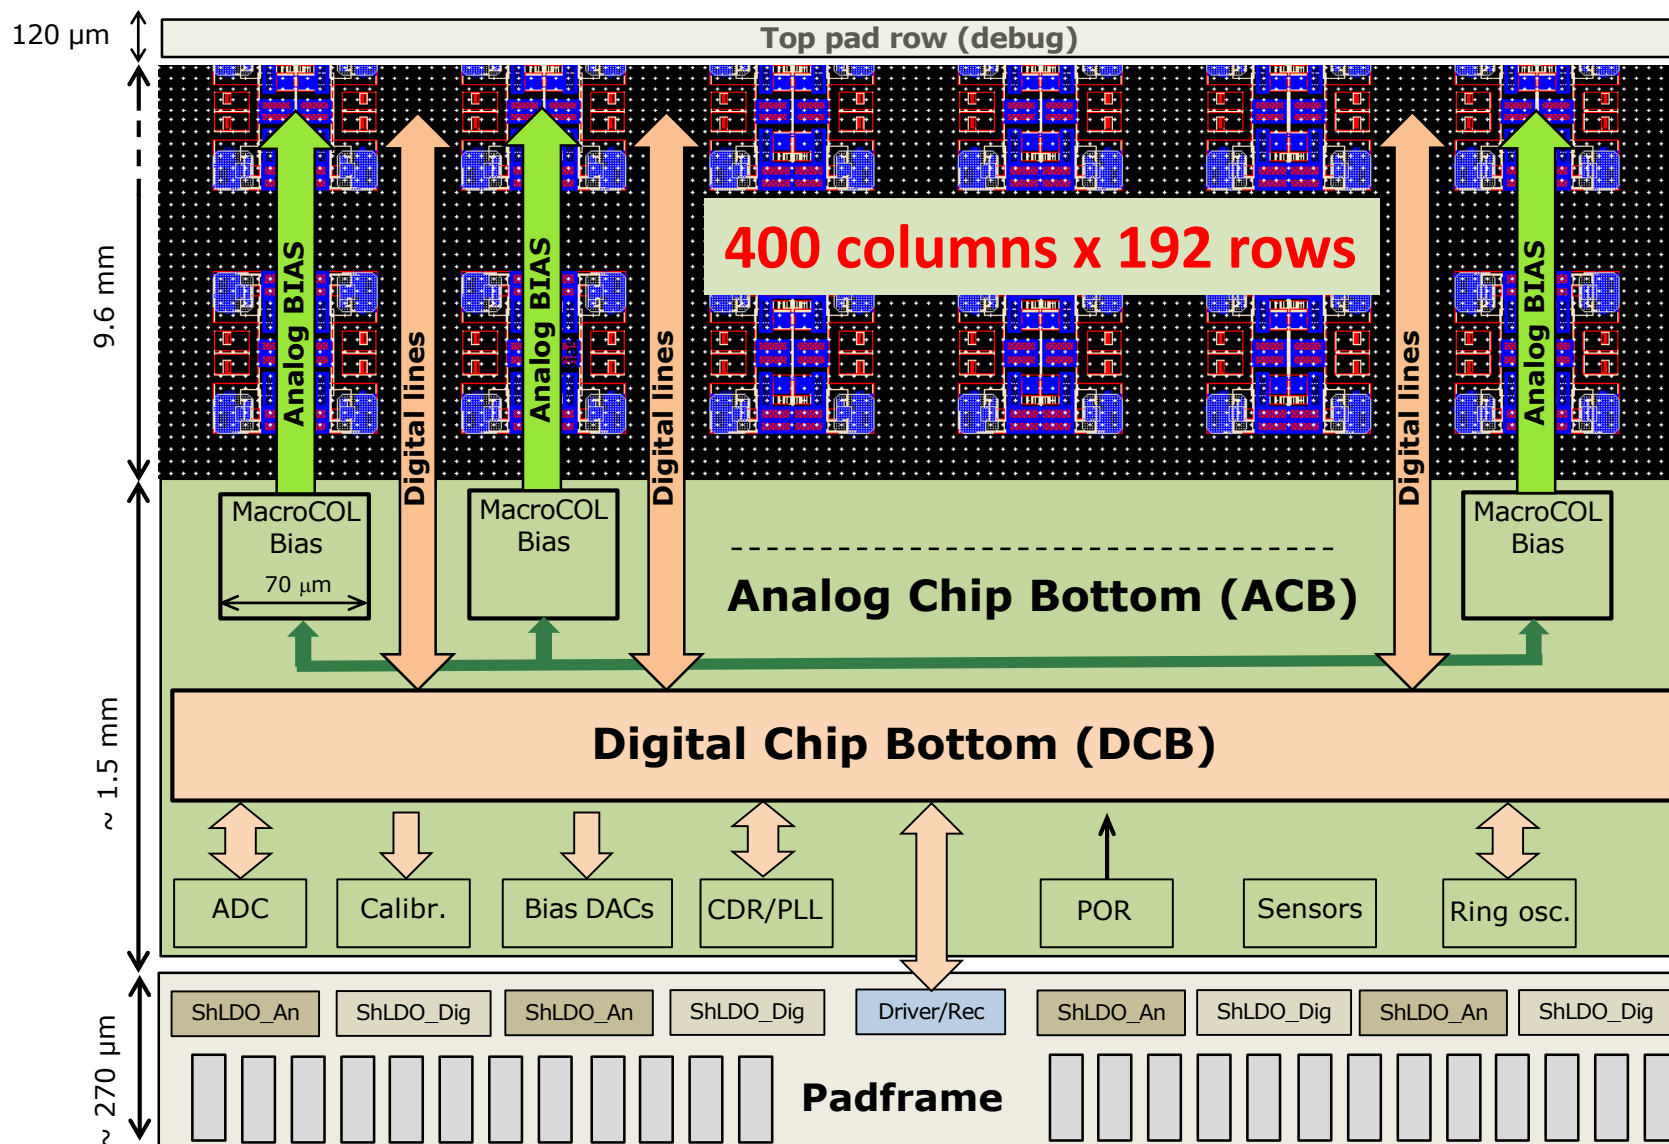 120 µm
Top pad row (debug)
9.6 mm
Analog BIAS
Digital lines
Analog BIAS
Digital lines
400 columns x 192 rows
Digital lines
Analog BIAS
MacroCOL
Bias
70 µm
MacroCOL
Bias
MacroCOL
Bias
Analog Chip Bottom (ACB)
~ 1.5 mm
Digital Chip Bottom (DCB)
ADC
Calibr.
Bias DACs
CDR/PLL
POR
Sensors
Ring osc.
~ 270 µm
ShLDO_An
ShLDO_Dig
ShLDO_An
ShLDO_Dig
Driver/Rec
ShLDO_An
ShLDO_Dig
ShLDO_An
ShLDO_Dig
Padframe